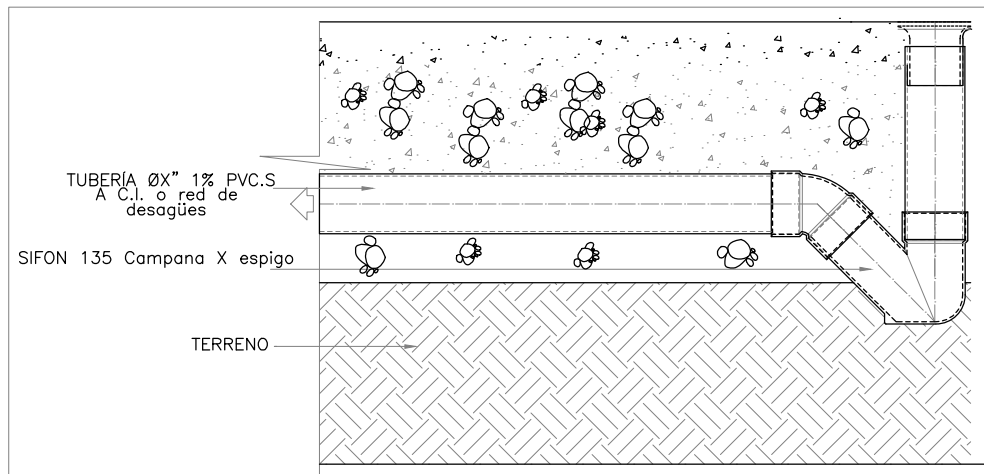 TUBERÍA ØX" 1% PVC.S
A C.I. o red de
desagües
SIFON 135 Campana X espigo
TERRENO